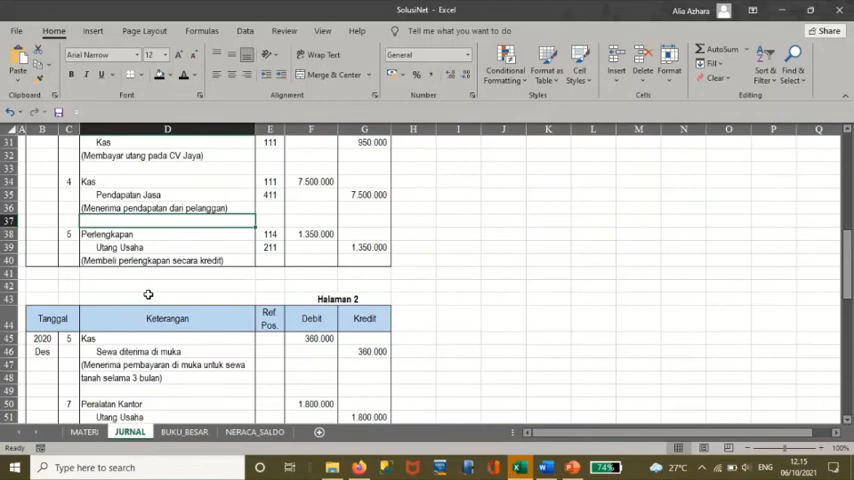 SolusiNet - Excel
Alia Azhara
File Home Insert Page Layout Formulas Data Review View Help Tell me what you want to do Share
Paste Arial Narrow 12 Wrap Text General Conditional Formatting Format as Table Cell Styles Insert Delete Format AutoSum Fill Clear Sort & Filter Find & Select
B I U Merge & Center
Clipboard Font Alignment Number Styles Cells Editing
A B C D E F G H I J K L M N O P Q
31 Kas 111 950.000
32 (Membayar utang pada CV Jaya)
33
34 4 Kas 111 7.500.000
35 Pendapatan Jasa 411 7.500.000
36 (Menerima pendapatan dari pelanggan)
37
38 5 Perlengkapan 114 1.350.000
39 Utang Usaha 211 1.350.000
40 (Membeli perlengkapan secara kredit)
41
42
43 Halaman 2
44 Tanggal Keterangan Ref. Pos. Debit Kredit
45 2020 5 Kas 360.000
46 Des Sewa diterima di muka 360.000
47 (Menerima pembayaran di muka untuk sewa
48 tanah selama 3 bulan)
49
50 7 Peralatan Kantor 1.800.000
51 Utang Usaha 1.800.000
MATERI JURNAL BUKU_BESAR NERACA_SALDO
Ready 100%
Type here to search 74% 27°C ENG 12.15
06/10/2021